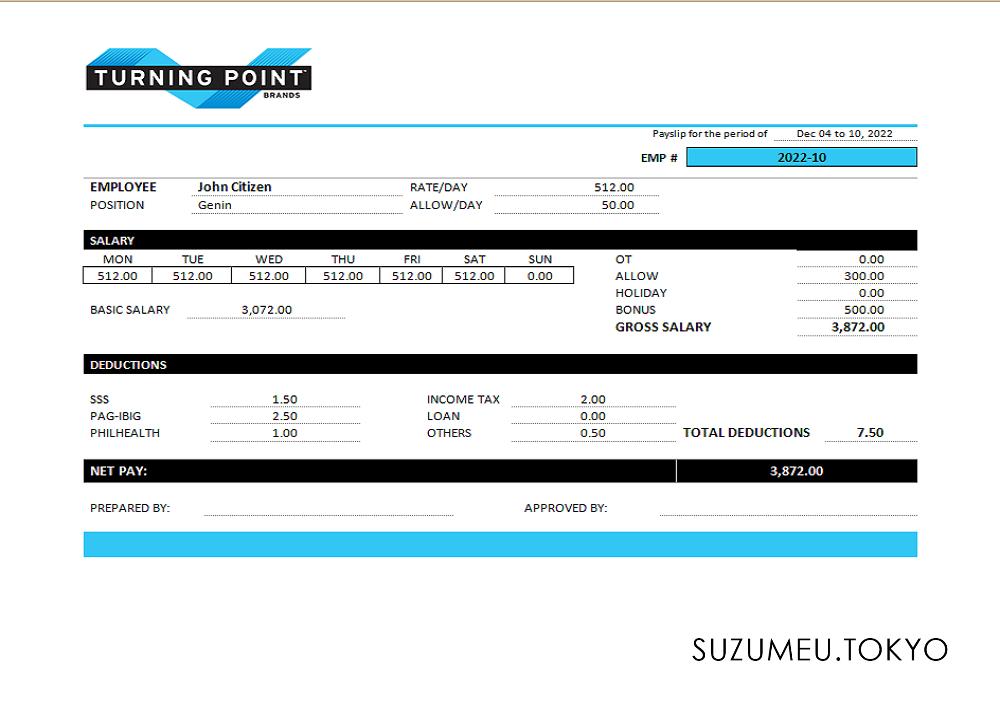 TURNING POINT
BRANDS
Payslip for the period of Dec 04 to 10, 2022
EMP # 2022-10
EMPLOYEE John Citizen RATE/DAY 512.00
POSITION Genin ALLOW/DAY 50.00
SALARY
MON TUE WED THU FRI SAT SUN OT 0.00
512.00 512.00 512.00 512.00 512.00 512.00 0.00 ALLOW 300.00
HOLIDAY 0.00
BASIC SALARY 3,072.00 BONUS 500.00
GROSS SALARY 3,872.00
DEDUCTIONS
SSS 1.50 INCOME TAX 2.00
PAG-IBIG 2.50 LOAN 0.00
PHILHEALTH 1.00 OTHERS 0.50 TOTAL DEDUCTIONS 7.50
NET PAY: 3,872.00
PREPARED BY: APPROVED BY:
SUZUMEU.TOKYO